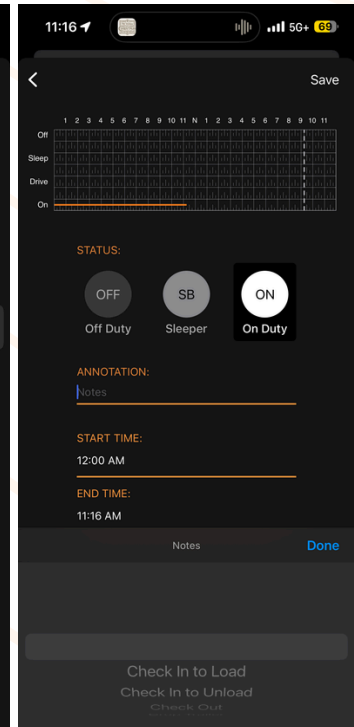 11:16 5G+ 69
Save
1 2 3 4 5 6 7 8 9 10 11 N 1 2 3 4 5 6 7 8 9 10 11
Off
Sleep
Drive
On
STATUS:
OFF SB ON
Off Duty Sleeper On Duty
ANNOTATION:
Notes
START TIME:
12:00 AM
END TIME:
11:16 AM
Notes Done
Check In to Load
Check In to Unload
Check Out